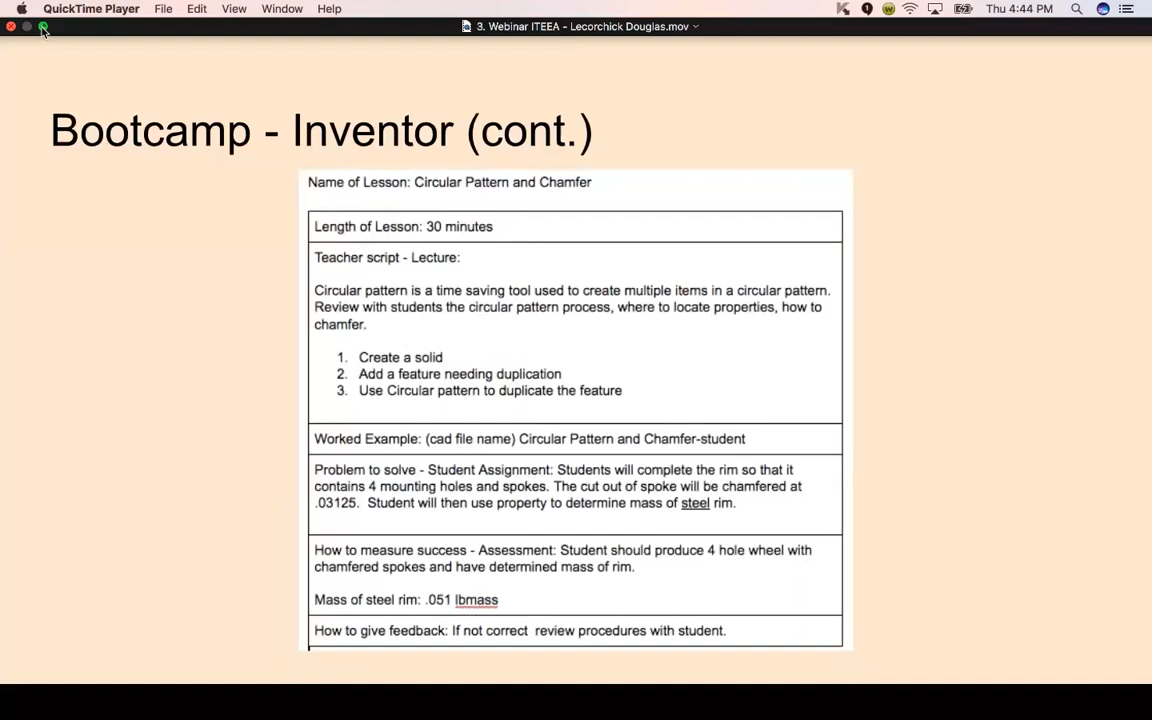 QuickTime Player File Edit View Window Help Thu 4:44 PM
3. Webinar ITEEA - Lecorchick Douglas.mov
Bootcamp - Inventor (cont.)
Name of Lesson: Circular Pattern and Chamfer
Length of Lesson: 30 minutes
Teacher script - Lecture:
Circular pattern is a time saving tool used to create multiple items in a circular pattern.
Review with students the circular pattern process, where to locate properties, how to
chamfer.
1. Create a solid
2. Add a feature needing duplication
3. Use Circular pattern to duplicate the feature
Worked Example: (cad file name) Circular Pattern and Chamfer-student
Problem to solve - Student Assignment: Students will complete the rim so that it
contains 4 mounting holes and spokes. The cut out of spoke will be chamfered at
.03125. Student will then use property to determine mass of steel rim.
How to measure success - Assessment: Student should produce 4 hole wheel with
chamfered spokes and have determined mass of rim.
Mass of steel rim: .051 lbmass
How to give feedback: If not correct review procedures with student.